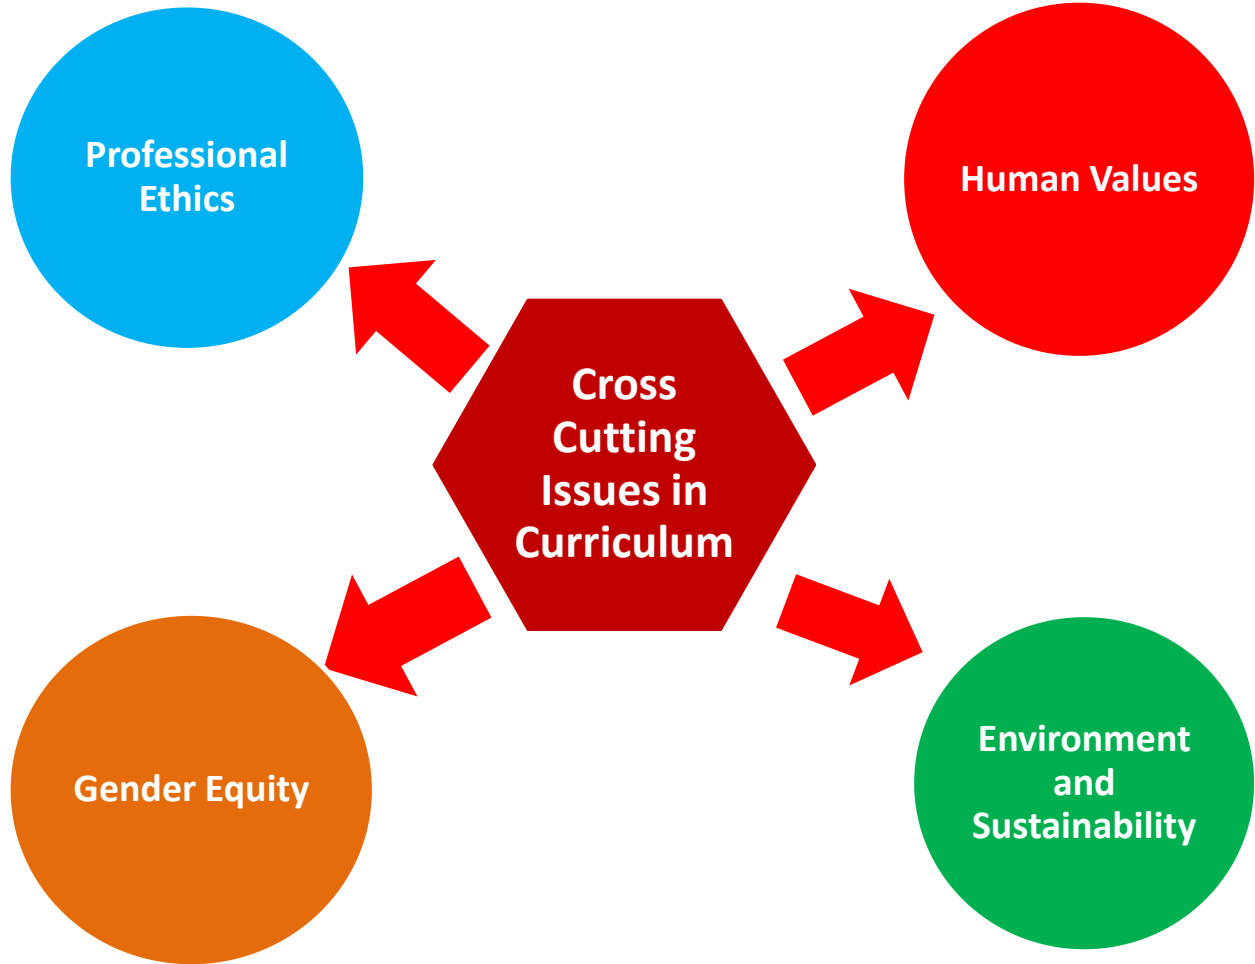 Professional
Ethics
Human Values
Cross
Cutting
Issues in
Curriculum
Gender Equity
Environment
and
Sustainability